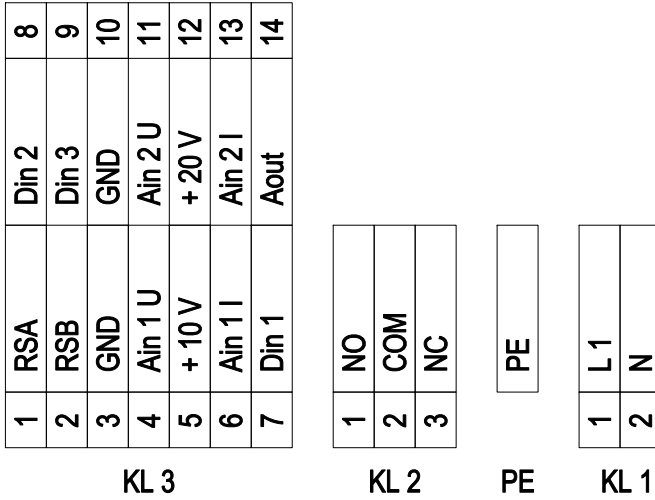 8 9 10 11 12 13 14
Din 2 Din 3 GND Ain 2 U + 20 V Ain 2 I Aout
RSA RSB GND Ain 1 U + 10 V Ain 1 I Din 1
1 2 3 4 5 6 7
KL 3
NO COM NC
1 2 3
KL 2
PE
PE
L1 N
1 2
KL 1